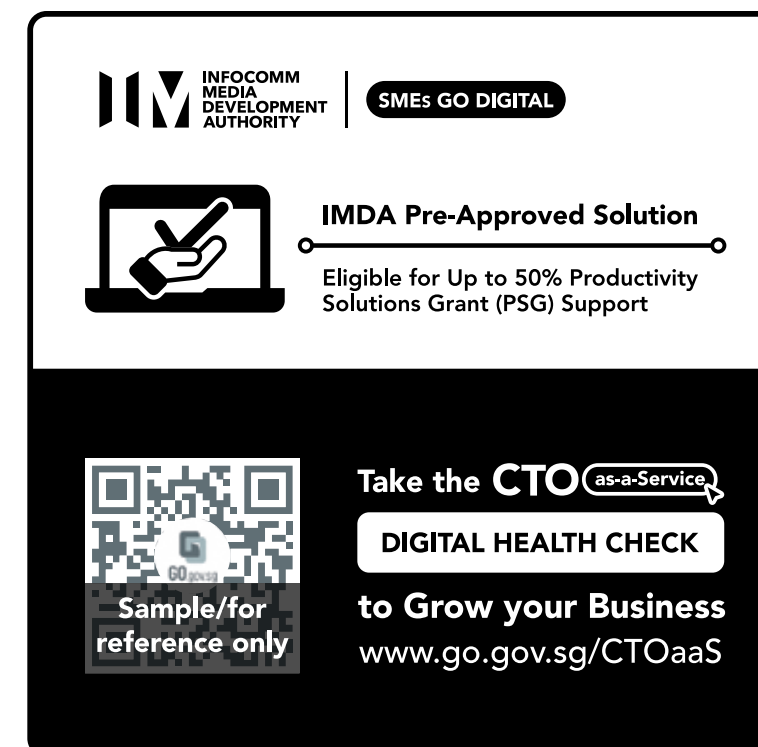 INFOCOMM
MEDIA
DEVELOPMENT
AUTHORITY
SMEs GO DIGITAL
IMDA Pre-Approved Solution
Eligible for Up to 50% Productivity
Solutions Grant (PSG) Support
GOgov.sg
Sample/for
reference only
Take the CTO as-a-Service
DIGITAL HEALTH CHECK
to Grow your Business
www.go.gov.sg/CTOaaS